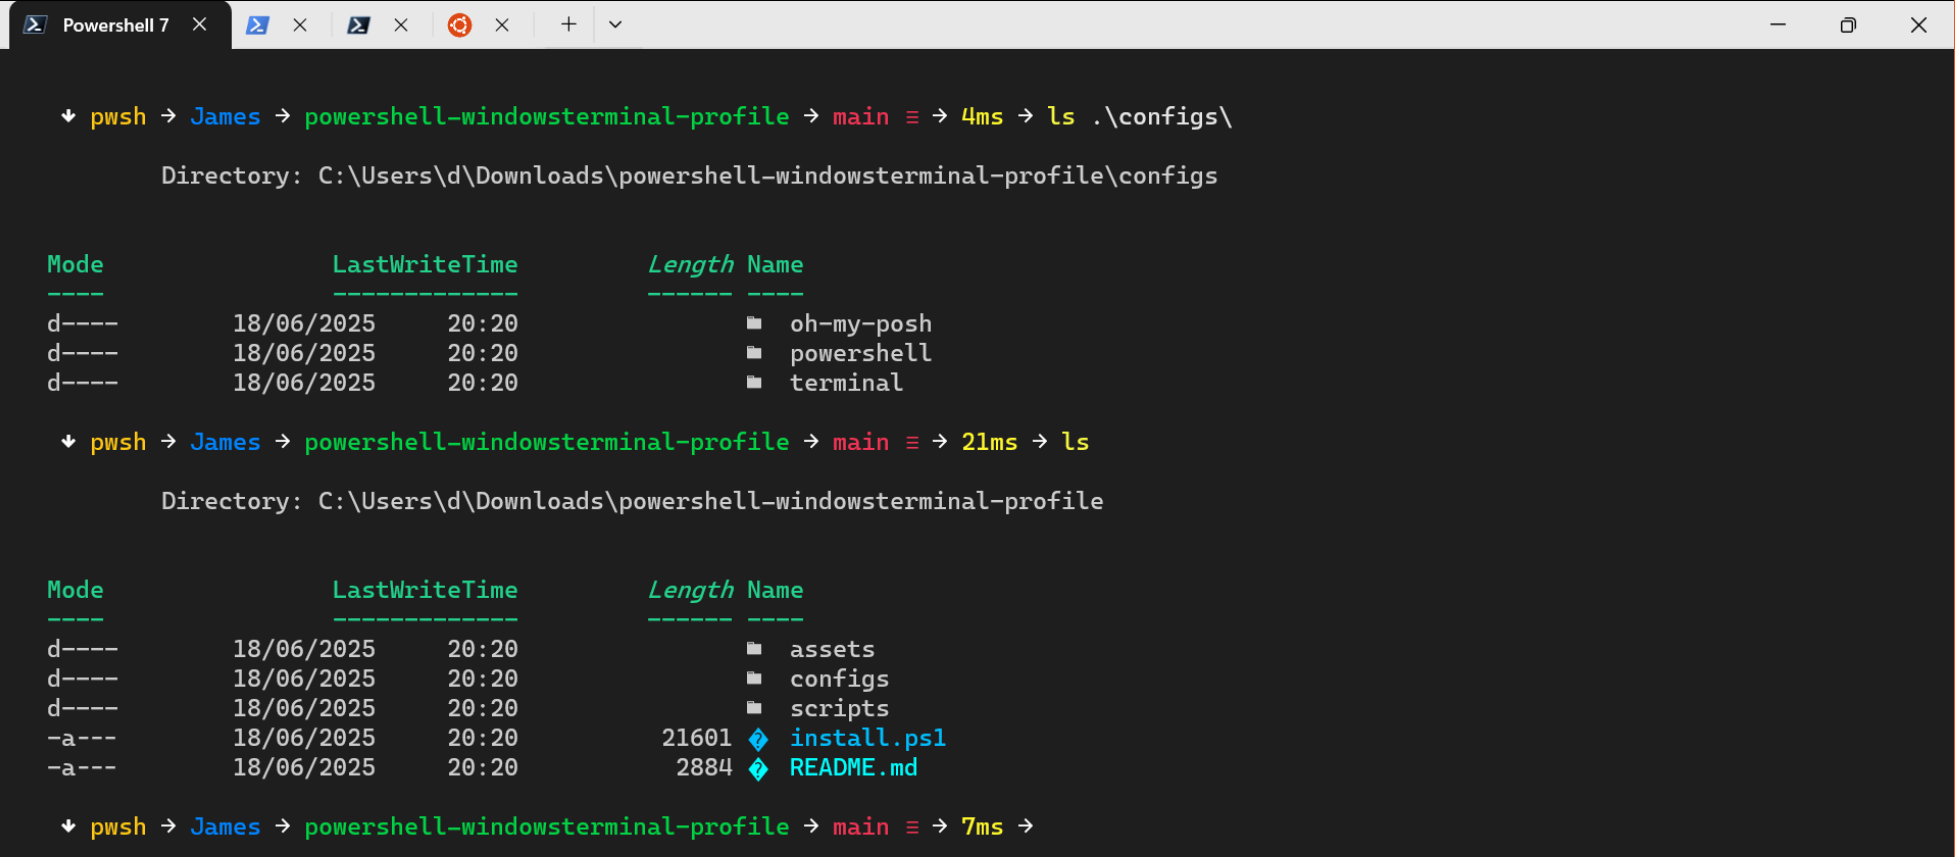 Powershell 7
↓ pwsh → James → powershell-windowsterminal-profile → main ≡ → 4ms → ls .\configs\
Directory: C:\Users\d\Downloads\powershell-windowsterminal-profile\configs
Mode LastWriteTime Length Name
---- ------------- ------ ----
d---- 18/06/2025 20:20 oh-my-posh
d---- 18/06/2025 20:20 powershell
d---- 18/06/2025 20:20 terminal
↓ pwsh → James → powershell-windowsterminal-profile → main ≡ → 21ms → ls
Directory: C:\Users\d\Downloads\powershell-windowsterminal-profile
Mode LastWriteTime Length Name
---- ------------- ------ ----
d---- 18/06/2025 20:20 assets
d---- 18/06/2025 20:20 configs
d---- 18/06/2025 20:20 scripts
-a--- 18/06/2025 20:20 21601 � install.ps1
-a--- 18/06/2025 20:20 2884 � README.md
↓ pwsh → James → powershell-windowsterminal-profile → main ≡ → 7ms →